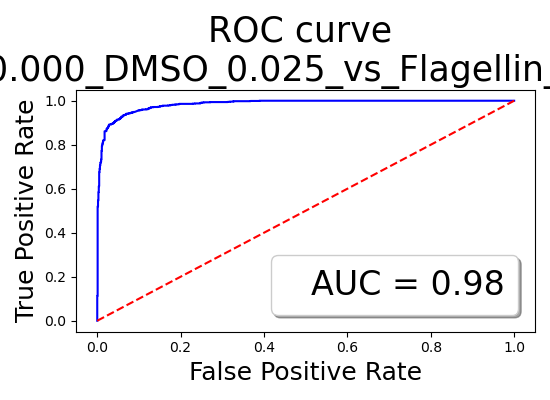 ROC curve
0.000_DMSO_0.025_vs_Flagellin_
True Positive Rate
1.0
0.8
0.6
0.4
0.2
0.0
AUC = 0.98
0.0 0.2 0.4 0.6 0.8 1.0
False Positive Rate